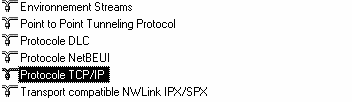 Environnement Streams
Point to Point Tunneling Protocol
Protocole DLC
Protocole NetBEUI
Protocole TCP/IP
Transport compatible NWLink IPX/SPX